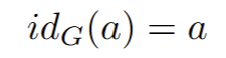 id_G(a) = a